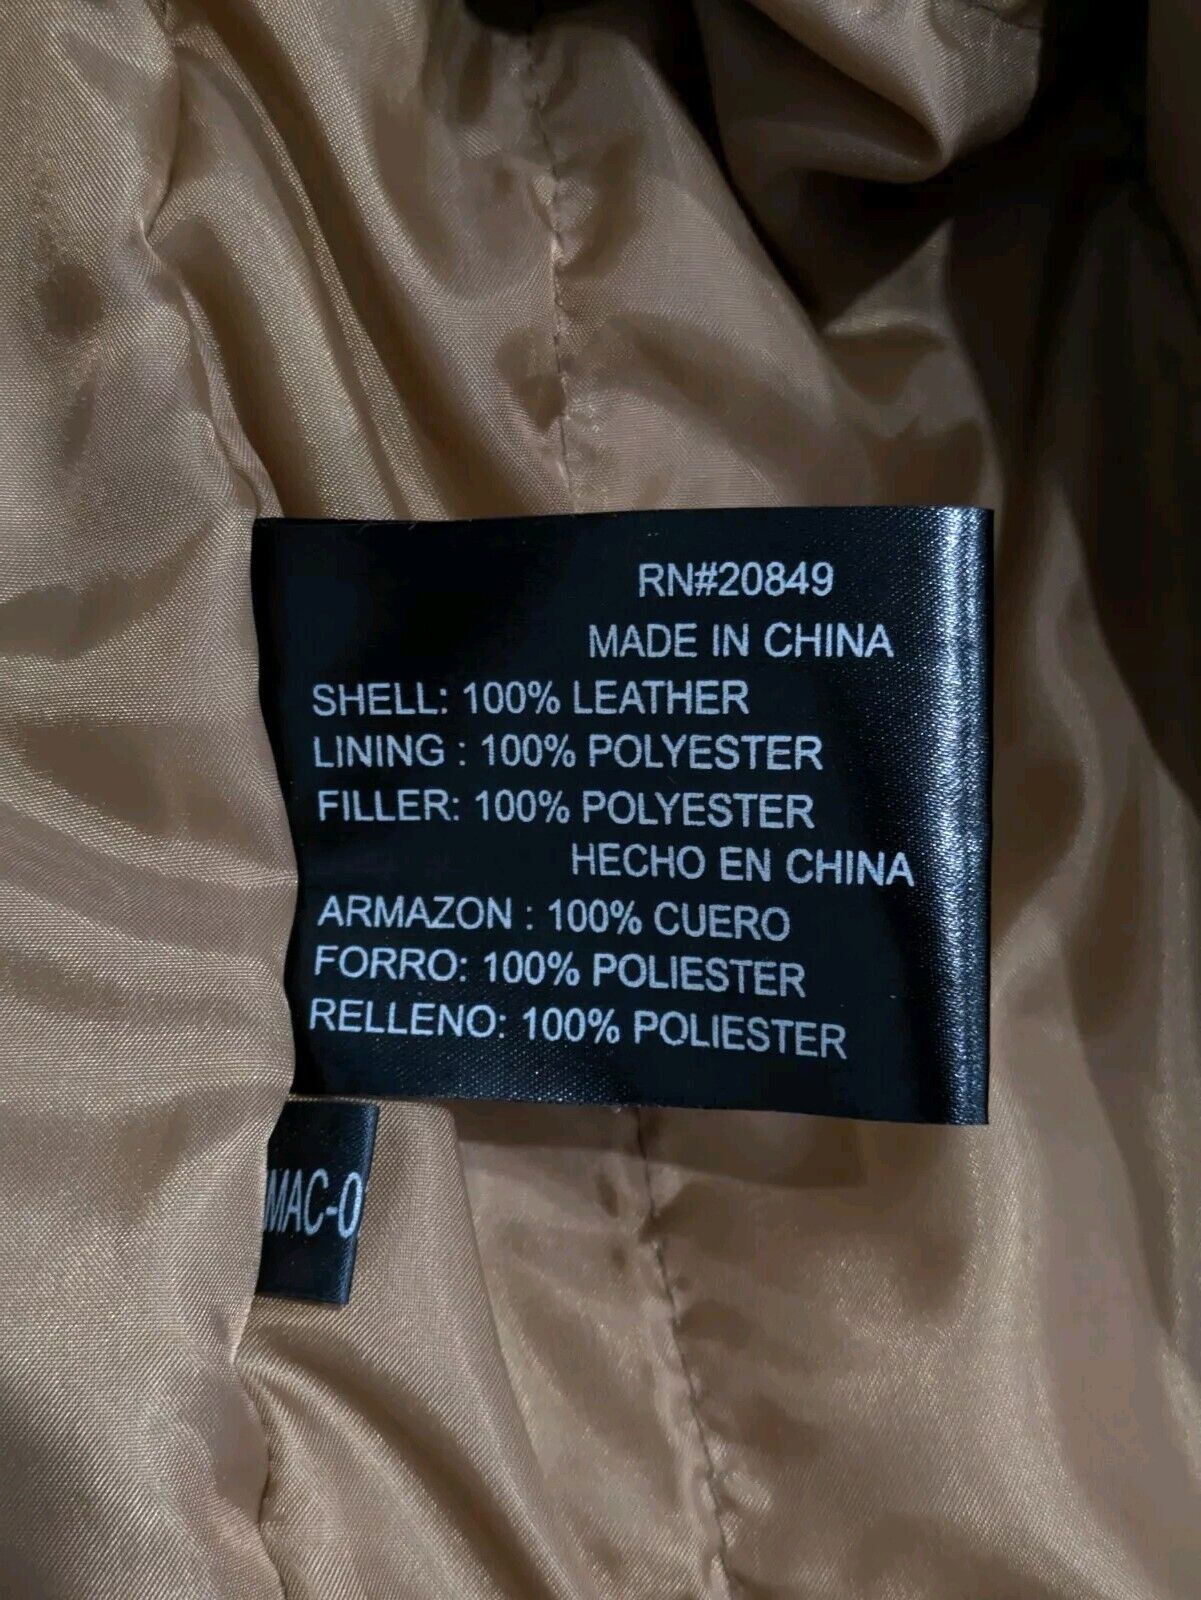 RN#20849
MADE IN CHINA
SHELL: 100% LEATHER
LINING : 100% POLYESTER
FILLER: 100% POLYESTER
HECHO EN CHINA
ARMAZON : 100% CUERO
FORRO: 100% POLIESTER
RELLENO: 100% POLIESTER
MAC-0